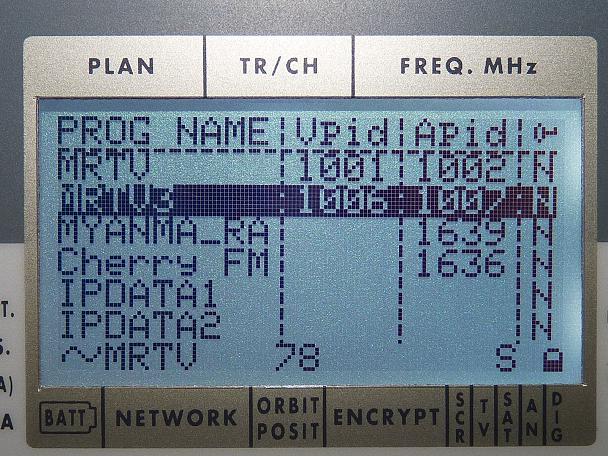 PLAN TR/CH FREQ. MHz
PROG NAME VPid APid
MRTV 1001 1002 N
MRTV3 1006 1007 N
MYANMA_RA 1639 N
Cherry FM 1636 N
IPDATA1 N
IPDATA2 N
~MRTV 78 S
BATT NETWORK ORBIT POSIT ENCRYPT SCR TV SAT AN DIG
T.
S.
A)
A